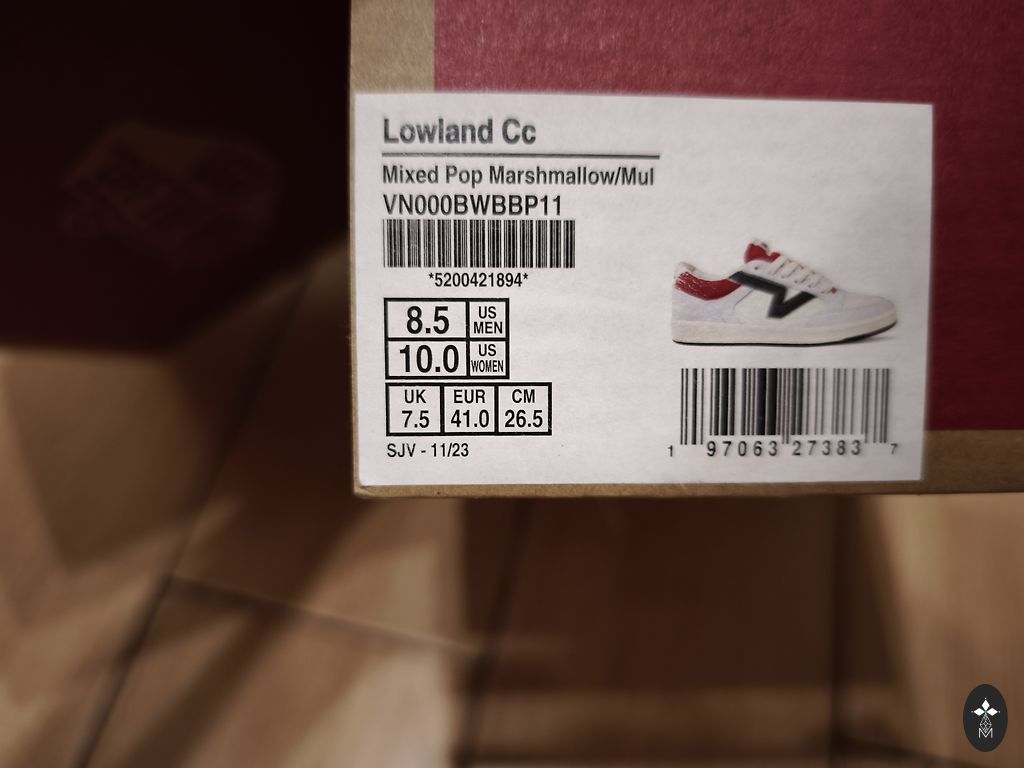 Lowland Cc
Mixed Pop Marshmallow/Mul
VN000BWBBP11
*5200421894*
8.5 US MEN
10.0 US WOMEN
UK EUR CM
7.5 41.0 26.5
SJV - 11/23
1 97063 27383 7
M